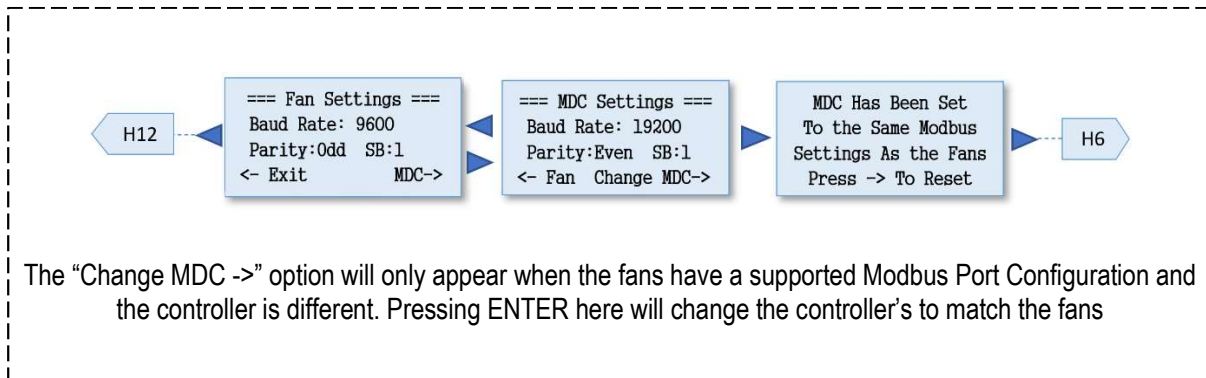 H12
=== Fan Settings ===
Baud Rate: 9600
Parity:Odd SB:1
<- Exit MDC->
=== MDC Settings ===
Baud Rate: 19200
Parity:Even SB:1
<- Fan Change MDC->
MDC Has Been Set
To the Same Modbus
Settings As the Fans
Press -> To Reset
H6
The “Change MDC ->” option will only appear when the fans have a supported Modbus Port Configuration and
the controller is different. Pressing ENTER here will change the controller’s to match the fans